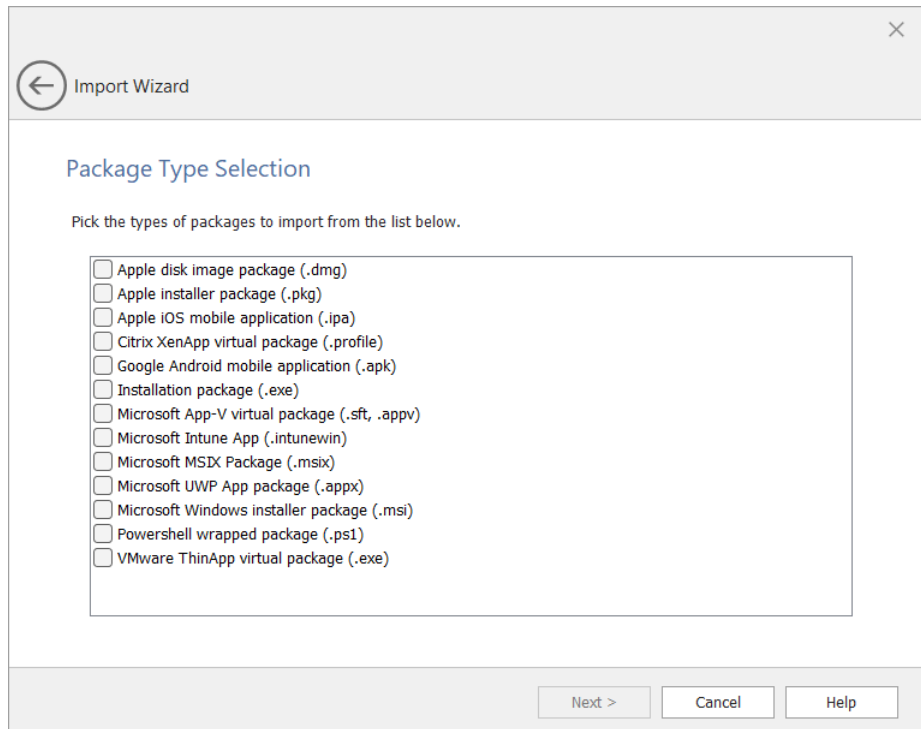 Import Wizard
Package Type Selection
Pick the types of packages to import from the list below.
Apple disk image package (.dmg)
Apple installer package (.pkg)
Apple iOS mobile application (.ipa)
Citrix XenApp virtual package (.profile)
Google Android mobile application (.apk)
Installation package (.exe)
Microsoft App-V virtual package (.sft, .appv)
Microsoft Intune App (.intunewin)
Microsoft MSIX Package (.msix)
Microsoft UWP App package (.appx)
Microsoft Windows installer package (.msi)
Powershell wrapped package (.ps1)
VMware ThinApp virtual package (.exe)
Next > Cancel Help